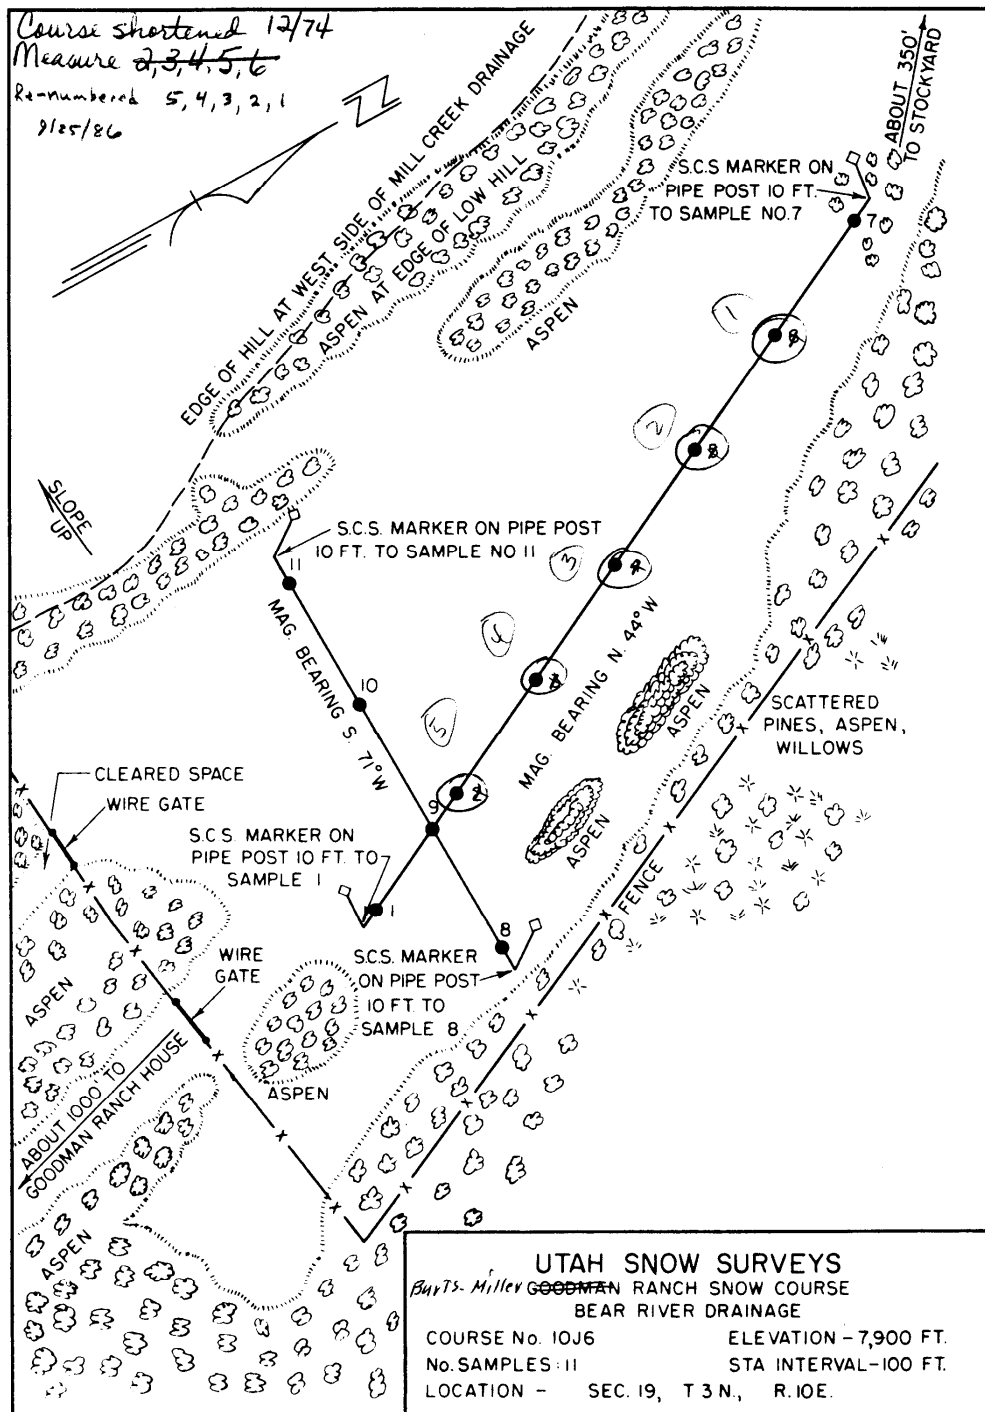 Course shortened 12/74
Measure 2,3,4,5,6
Re-numbered 5,4,3,2,1
9/25/86
N
ABOUT 350'
TO STOCKYARD
EDGE OF HILL AT WEST SIDE OF MILL CREEK DRAINAGE
ASPEN AT EDGE OF LOW HILL
ASPEN
S.C.S MARKER ON
PIPE POST 10 FT.
TO SAMPLE NO.7
7
1
2
3
4
5
SLOPE
UP
S.C.S. MARKER ON PIPE POST
10 FT. TO SAMPLE NO 11
11
10
9
MAG. BEARING S. 71° W
MAG. BEARING N. 44° W
ASPEN
ASPEN
SCATTERED
PINES, ASPEN,
WILLOWS
FENCE
CLEARED SPACE
WIRE GATE
S.C.S MARKER ON
PIPE POST 10 FT. TO
SAMPLE 1
1
8
S.C.S. MARKER
ON PIPE POST
10 FT. TO
SAMPLE 8.
WIRE
GATE
ASPEN
ASPEN
ABOUT 1000' TO
GOODMAN RANCH HOUSE
ASPEN
UTAH SNOW SURVEYS
Burts-Miller GOODMAN RANCH SNOW COURSE
BEAR RIVER DRAINAGE
COURSE No. 10J6 ELEVATION - 7,900 FT.
No. SAMPLES: 11 STA INTERVAL-100 FT.
LOCATION - SEC. 19, T 3 N., R. 10 E.